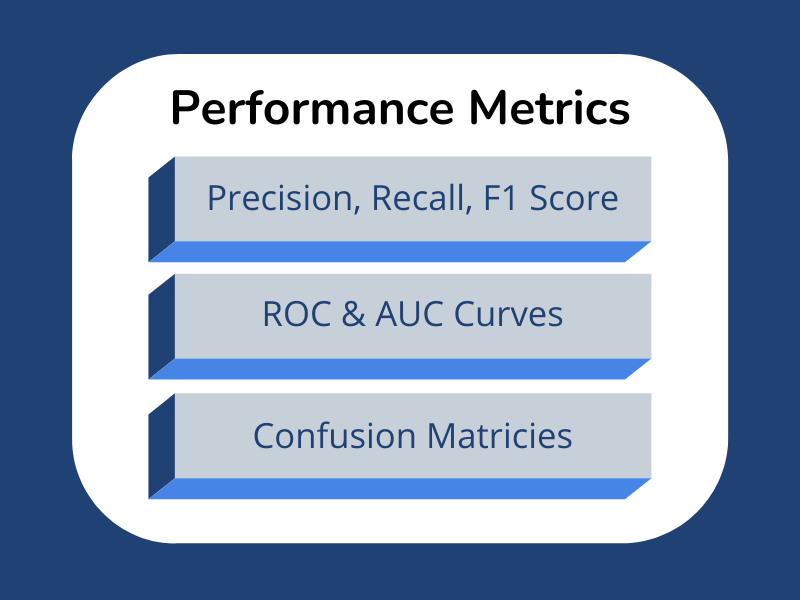 Performance Metrics
Precision, Recall, F1 Score
ROC & AUC Curves
Confusion Matricies